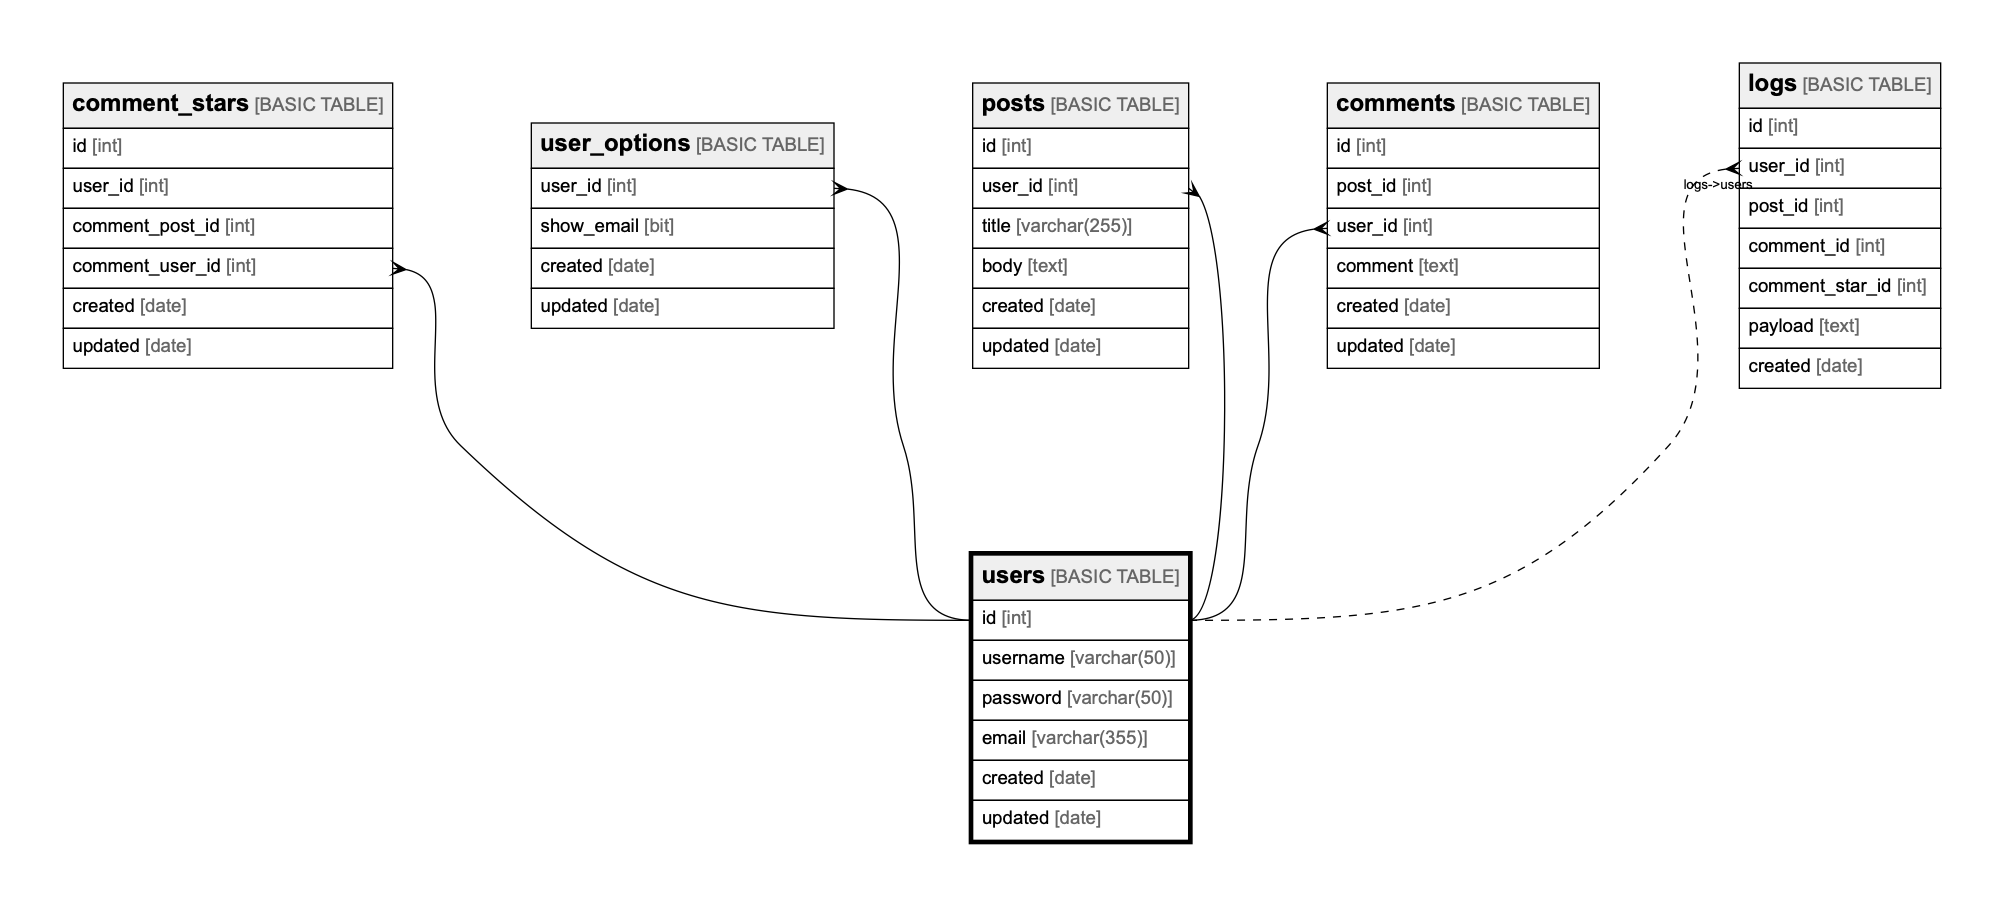 comment_stars [BASIC TABLE]
id [int]
user_id [int]
comment_post_id [int]
comment_user_id [int]
created [date]
updated [date]
user_options [BASIC TABLE]
user_id [int]
show_email [bit]
created [date]
updated [date]
posts [BASIC TABLE]
id [int]
user_id [int]
title [varchar(255)]
body [text]
created [date]
updated [date]
comments [BASIC TABLE]
id [int]
post_id [int]
user_id [int]
comment [text]
created [date]
updated [date]
logs [BASIC TABLE]
id [int]
user_id [int]
logs->users
post_id [int]
comment_id [int]
comment_star_id [int]
payload [text]
created [date]
users [BASIC TABLE]
id [int]
username [varchar(50)]
password [varchar(50)]
email [varchar(355)]
created [date]
updated [date]